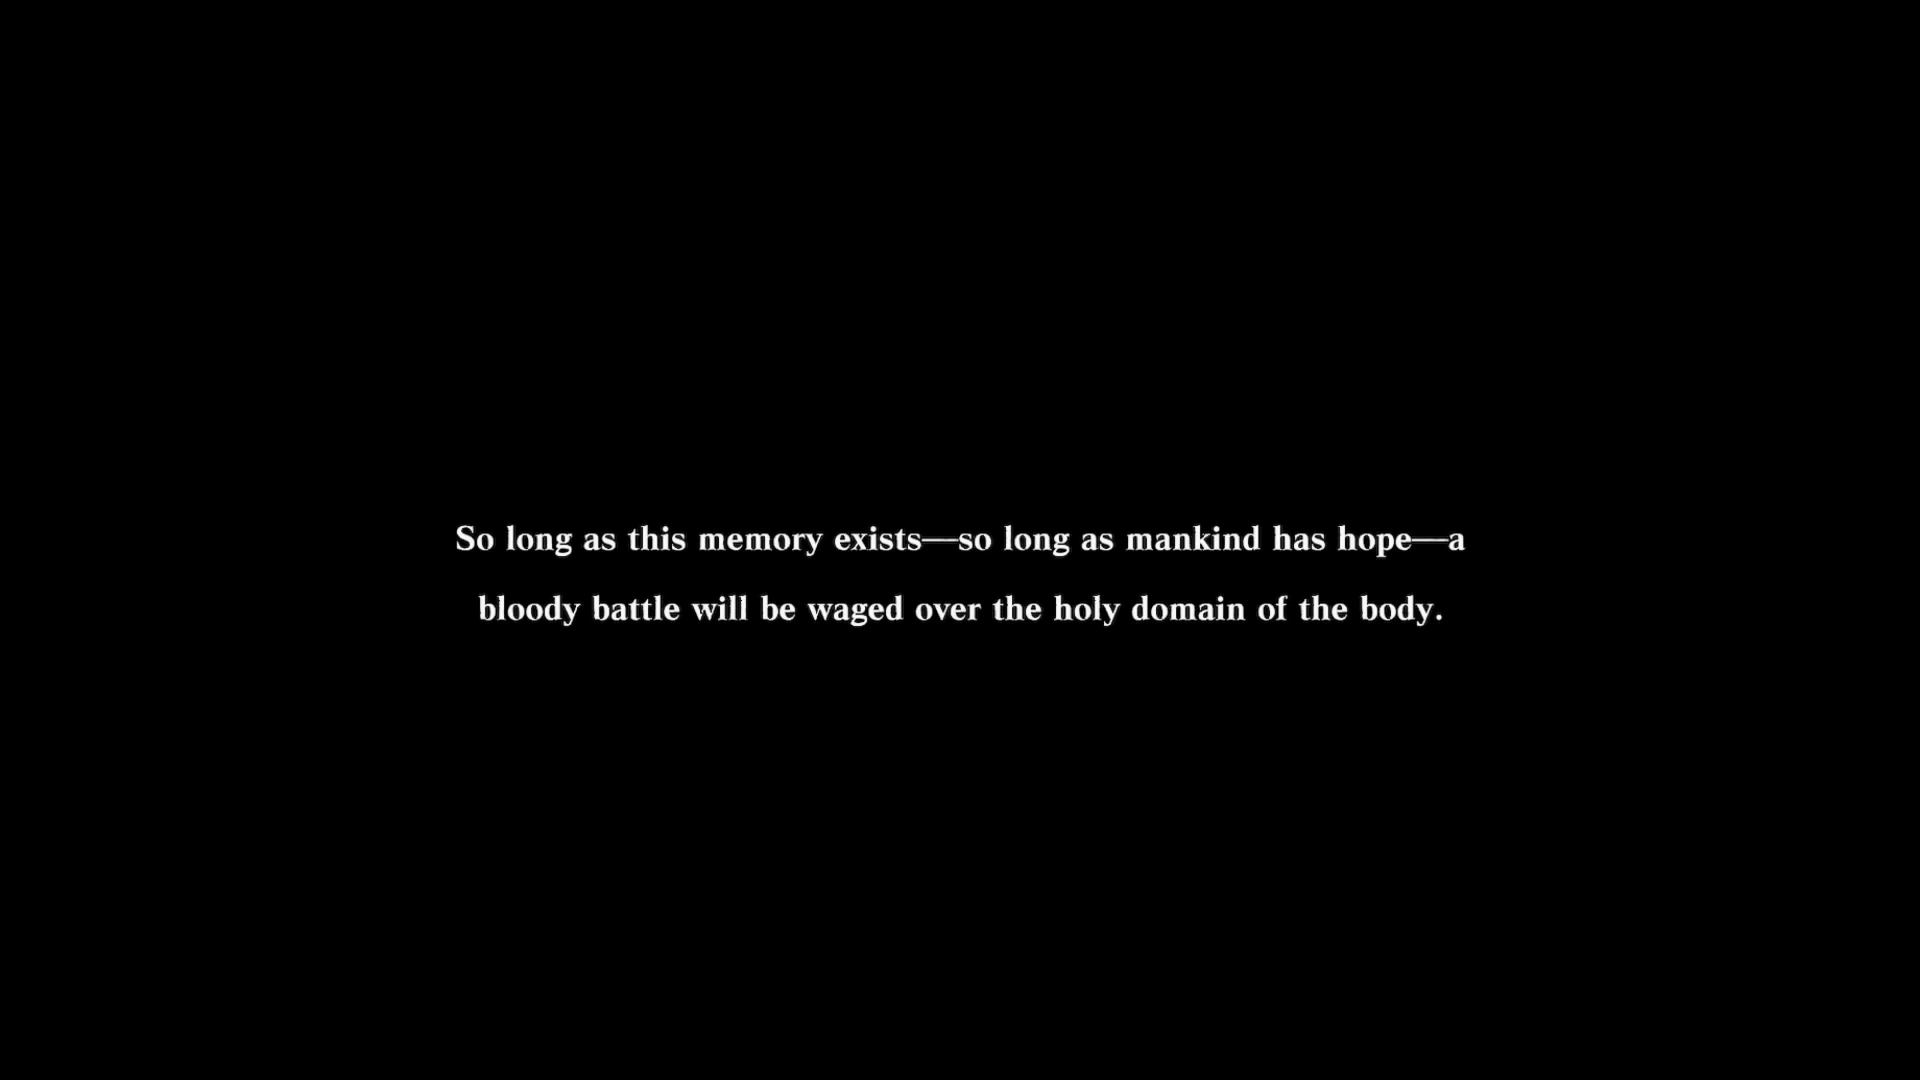 So long as this memory exists—so long as mankind has hope—a
bloody battle will be waged over the holy domain of the body.